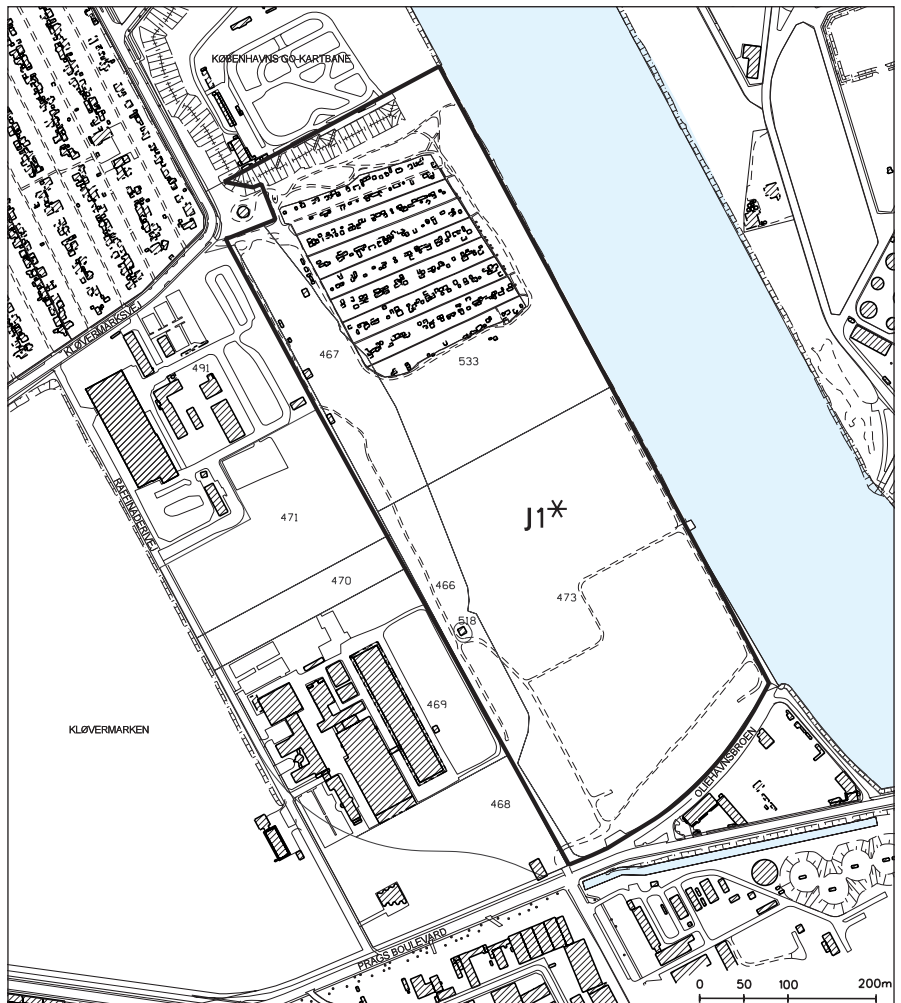 KØBENHAVNS GO-KARTBANE
KLØVERMARKSVEJ
467
533
491
RAFFINADERIVEJ
471
J1*
470
466
473
518
469
KLØVERMARKEN
OLIEHAVNSBROEN
468
PRAGS BOULEVARD
0 50 100 200m